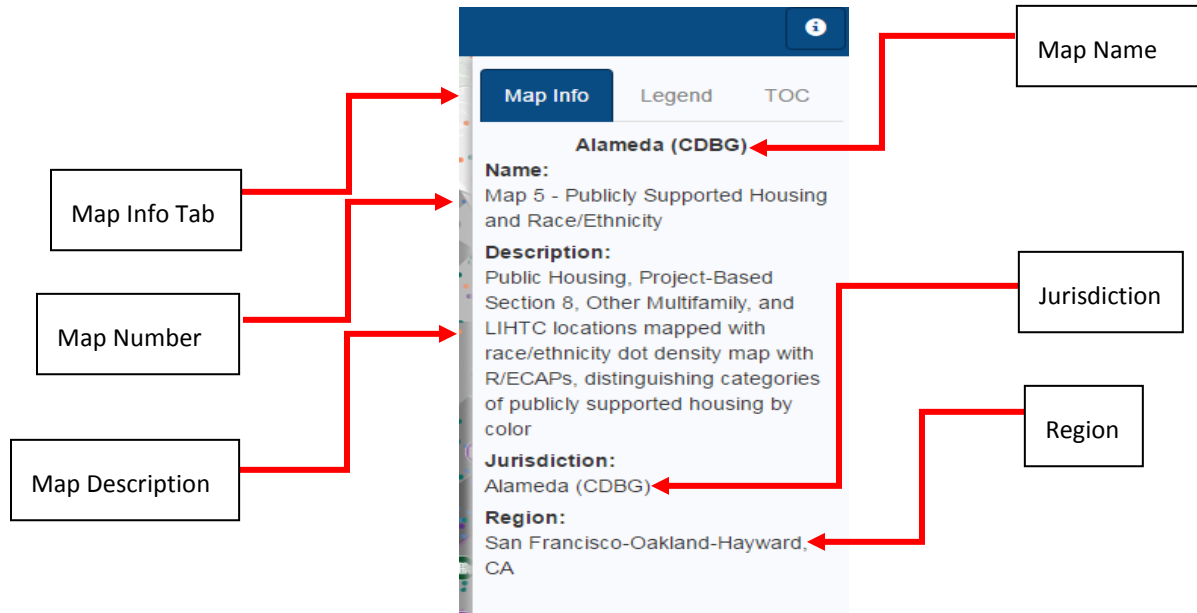 Map Name
Map Info
Legend
TOC
Alameda (CDBG)
Name:
Map 5 - Publicly Supported Housing
and Race/Ethnicity
Description:
Public Housing, Project-Based
Section 8, Other Multifamily, and
LIHTC locations mapped with
race/ethnicity dot density map with
R/ECAPs, distinguishing categories
of publicly supported housing by
color
Jurisdiction:
Alameda (CDBG)
Region:
San Francisco-Oakland-Hayward,
CA
Map Info Tab
Map Number
Map Description
Jurisdiction
Region